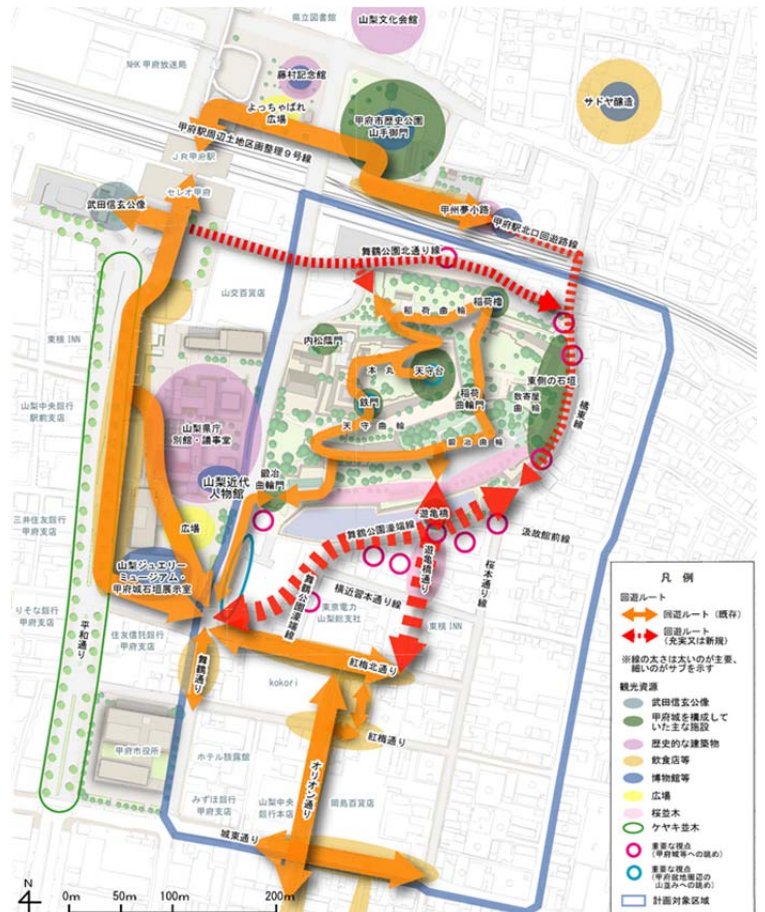 県立図書館
山梨文化会館
NHK 甲府放送局
藤村記念館
よっちゃばれ
広場
甲府市歴史公園
山手御門
サドヤ醸造
甲府駅周辺土地区画整理9号線
JR甲府駅
セレオ甲府
武田信玄公像
甲州夢小路
甲府駅北口回遊路線
舞鶴公園北通り線
山交百貨店
稲荷曲輪
稲荷櫓
内松陰門
本丸
天守台
東側の石垣
東横 INN
鉄門
稲荷
曲輪門
数寄屋
曲輪
橘東線
山梨中央銀行
駅前支店
天守曲輪
鍛冶曲輪
山梨県庁
別館・議事堂
山梨近代
人物館
鍛冶
曲輪門
遊亀橋
三井住友銀行
甲府支店
広場
舞鶴公園濠端線
汲故館前線
山梨ジュエリー
ミュージアム・
甲府城石垣展示室
遊亀橋通り
桜本通り線
舞鶴公園濠端線
横近習本通り線
りそな銀行
甲府支店
平和通り
東京電力
山梨総支社
東横 INN
住友信託銀行
甲府支店
舞鶴通り
紅梅北通り
kokori
紅梅通り
甲府市役所
ホテル談露館
オリオン通り
みずほ銀行
甲府支店
山梨中央
銀行本店
岡島百貨店
城東通り
N
4
0m
50m
100m
200m
凡 例
回遊ルート
回遊ルート（既存）
回遊ルート
（充実又は新規）
※線の太さは太いのが主要、
細いのがサブを示す
観光資源
武田信玄公像
甲府城を構成して
いた主な施設
歴史的な建築物
飲食店等
博物館等
広場
桜並木
ケヤキ並木
重要な視点
（甲府城等への眺め）
重要な視点
（甲府盆地周辺の
山並みへの眺め）
計画対象区域